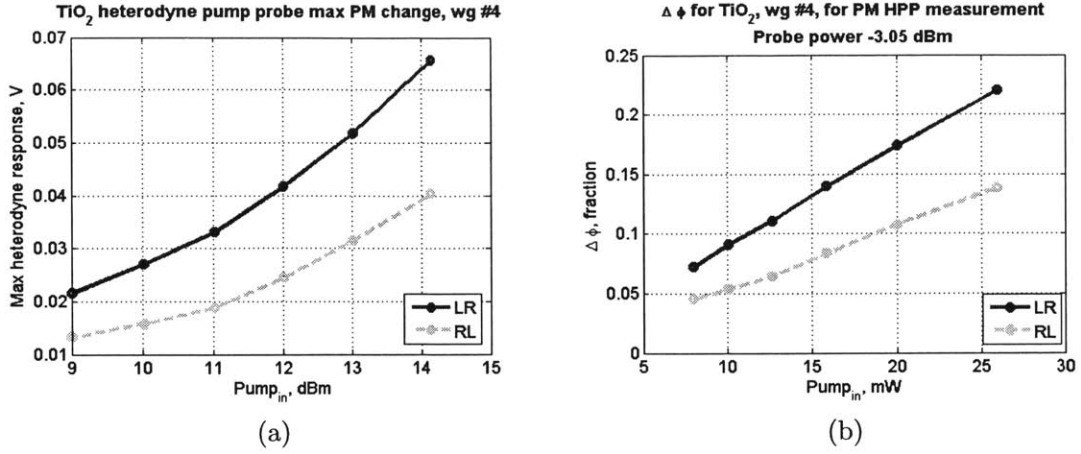 TiO2 heterodyne pump probe max PM change, wg #4
0.07
0.06
0.05
0.04
0.03
0.02
0.01
Max heterodyne response, V
LR
RL
9 10 11 12 13 14 15
Pumpin, dBm
(a)
Δ ϕ for TiO2, wg #4, for PM HPP measurement
Probe power -3.05 dBm
0.25
0.2
0.15
0.1
0.05
0
Δ ϕ, fraction
LR
RL
5 10 15 20 25 30
Pumpin, mW
(b)